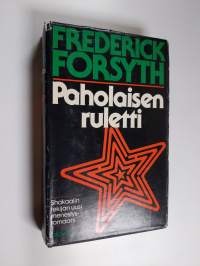 FREDERICK
FORSYTH
Paholaisen
ruletti
Shakaalin
tekijän uusi
menestys-
romaani